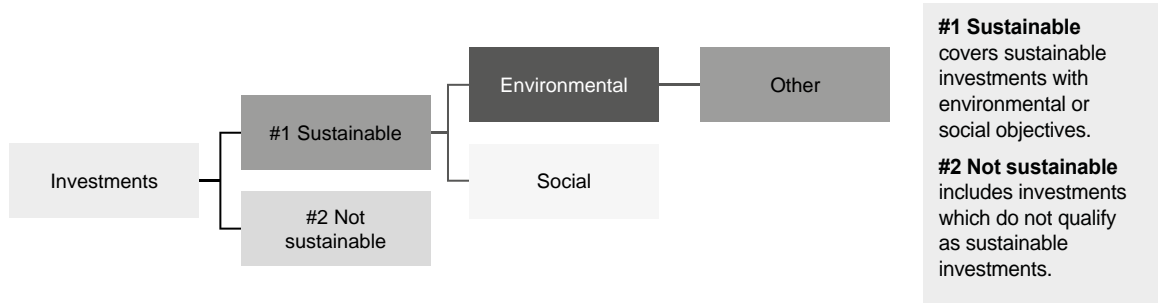 Investments
#1 Sustainable
#2 Not
sustainable
Environmental
Social
Other
#1 Sustainable
covers sustainable
investments with
environmental or
social objectives.
#2 Not sustainable
includes investments
which do not qualify
as sustainable
investments.